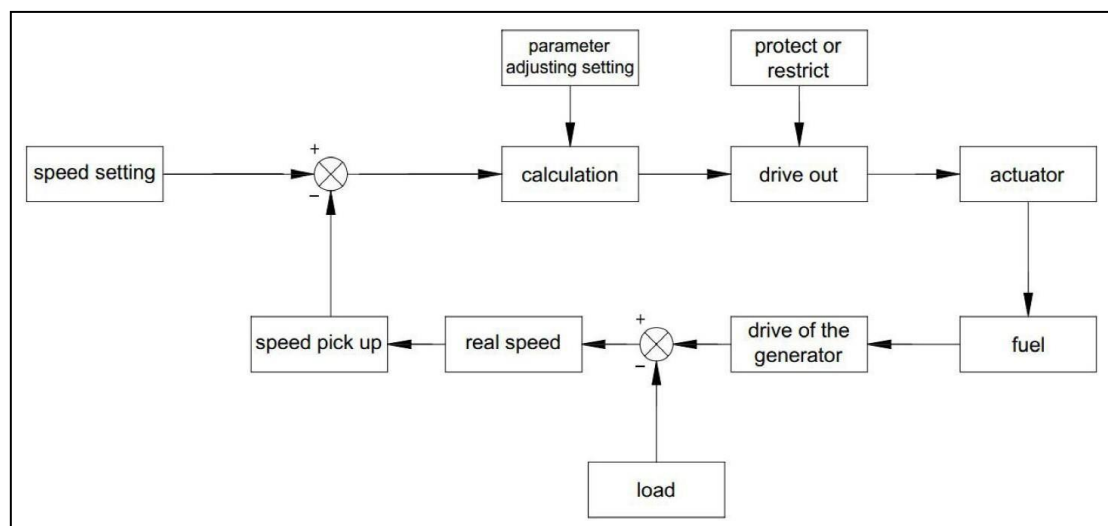 parameter
adjusting setting
protect or
restrict
+
speed setting
calculation
drive out
actuator
−
+
speed pick up
real speed
drive of the
generator
fuel
−
load